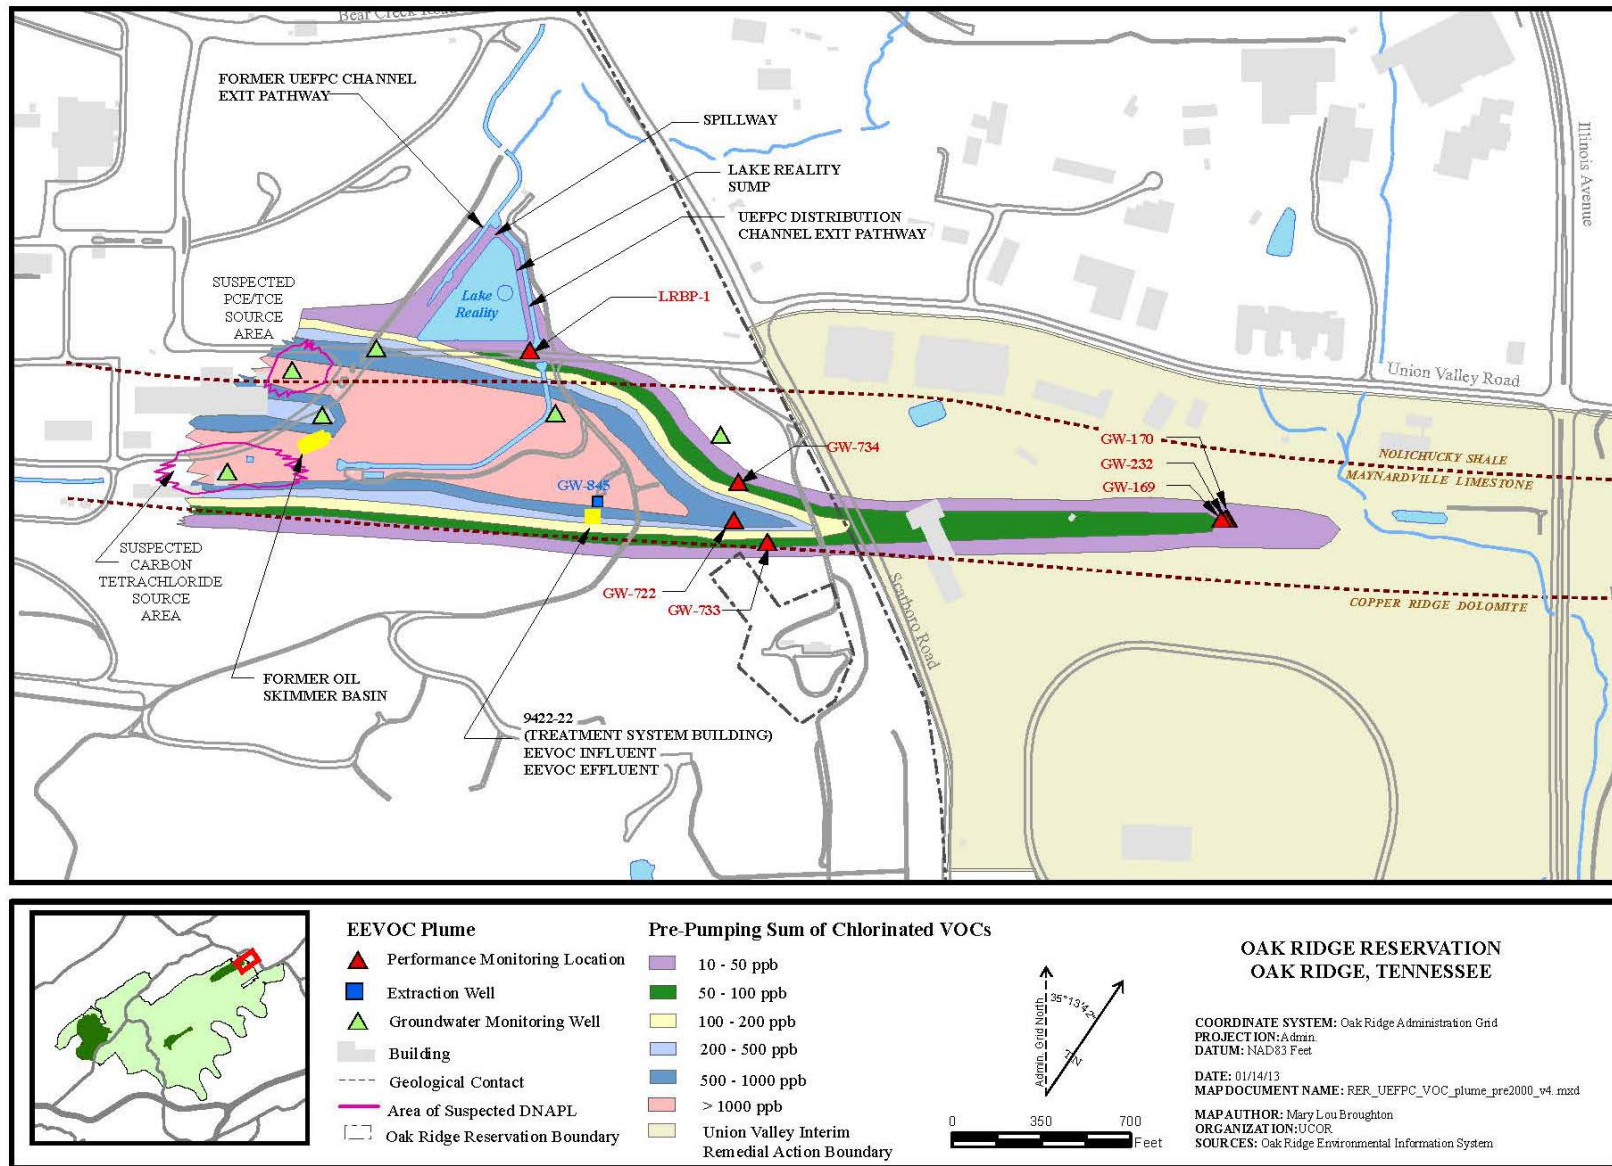 Bear Creek Road
FORMER UEFPC CHANNEL
EXIT PATHWAY
SPILLWAY
LAKE REALITY
SUMP
UEFPC DISTRIBUTION
CHANNEL EXIT PATHWAY
Illinois Avenue
SUSPECTED
PCE/TCE
SOURCE
AREA
Lake
Reality
LRBP-1
Union Valley Road
GW-734
GW-170
GW-232
GW-169
NOLICHUCKY SHALE
MAYNARDVILLE LIMESTONE
GW-845
SUSPECTED
CARBON
TETRACHLORIDE
SOURCE
AREA
GW-722
GW-733
Scarboro Road
COPPER RIDGE DOLOMITE
FORMER OIL
SKIMMER BASIN
9422-22
(TREATMENT SYSTEM BUILDING)
EEVOC INFLUENT
EEVOC EFFLUENT
EEVOC Plume
Performance Monitoring Location
Extraction Well
Groundwater Monitoring Well
Building
Geological Contact
Area of Suspected DNAPL
Oak Ridge Reservation Boundary
Pre-Pumping Sum of Chlorinated VOCs
10 - 50 ppb
50 - 100 ppb
100 - 200 ppb
200 - 500 ppb
500 - 1000 ppb
> 1000 ppb
Union Valley Interim
Remedial Action Boundary
Admin. Grid North
35°13'42"
0 350 700
Feet
OAK RIDGE RESERVATION
OAK RIDGE, TENNESSEE
COORDINATE SYSTEM: Oak Ridge Administration Grid
PROJECTION:Admin.
DATUM: NAD83 Feet
DATE: 01/14/13
MAP DOCUMENT NAME: RER_UEFPC_VOC_plume_pre2000_v4.mxd
MAP AUTHOR: Mary Lou Broughton
ORGANIZATION:UCOR
SOURCES: Oak Ridge Environmental Information System